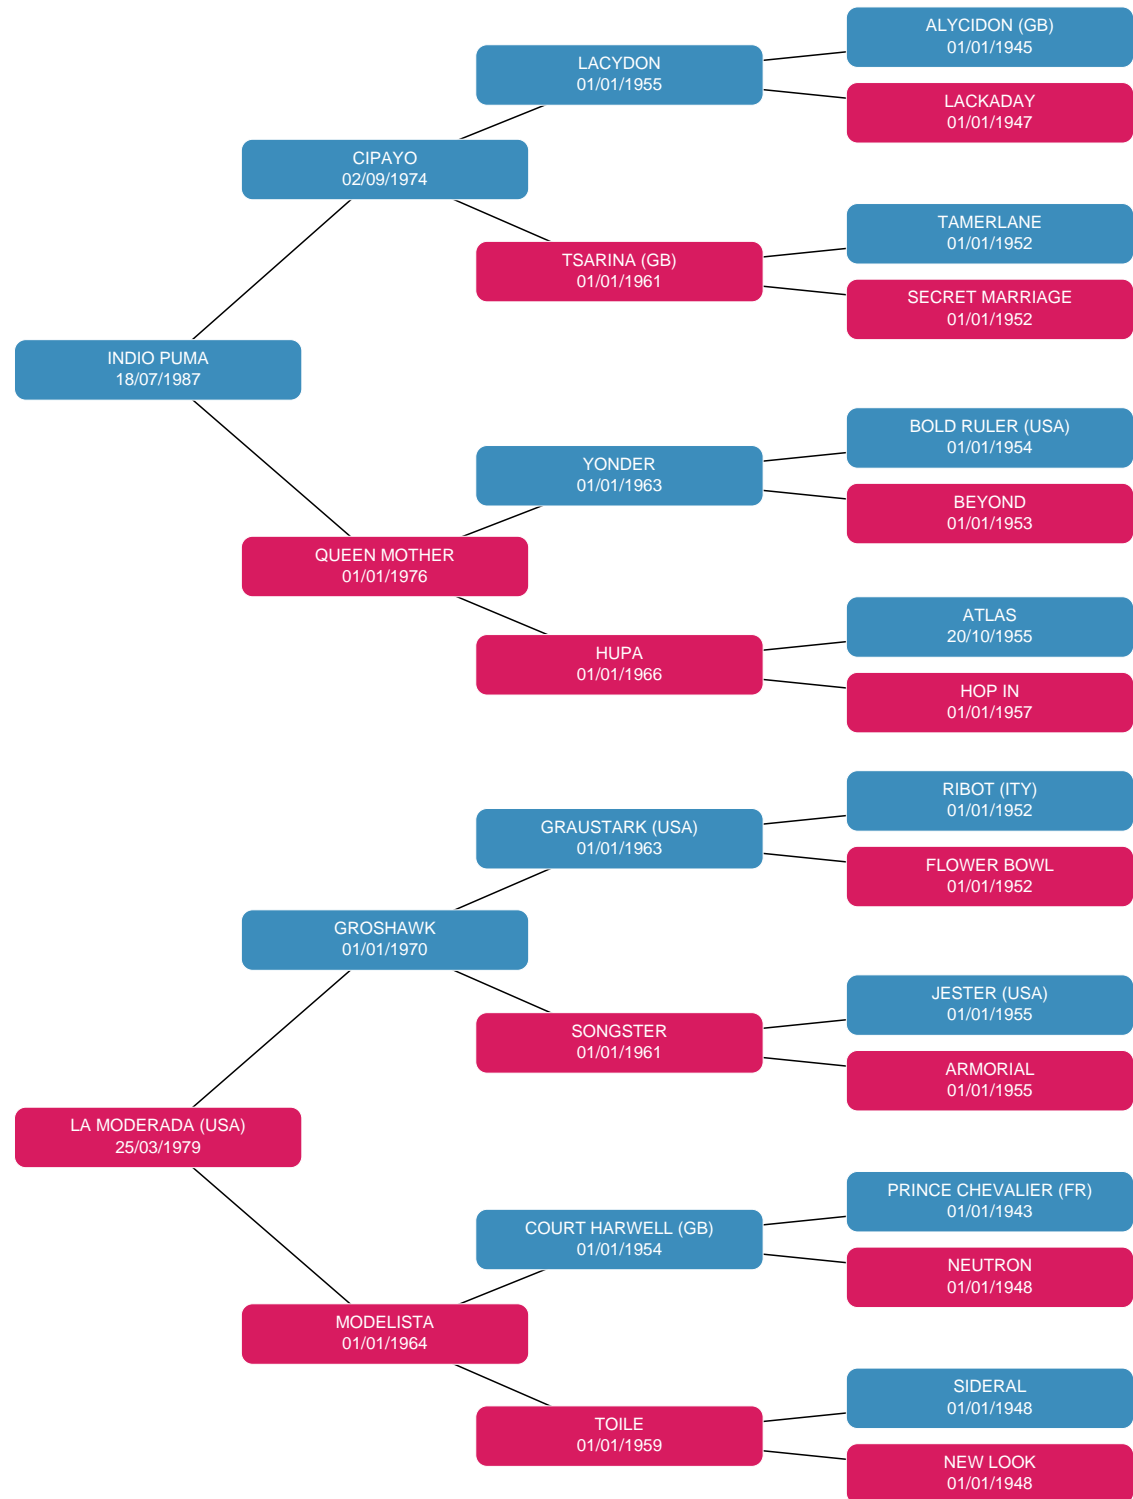 ALYCIDON (GB)
01/01/1945
LACYDON
01/01/1955
LACKADAY
01/01/1947
CIPAYO
02/09/1974
TAMERLANE
01/01/1952
TSARINA (GB)
01/01/1961
SECRET MARRIAGE
01/01/1952
INDIO PUMA
18/07/1987
BOLD RULER (USA)
01/01/1954
YONDER
01/01/1963
BEYOND
01/01/1953
QUEEN MOTHER
01/01/1976
ATLAS
20/10/1955
HUPA
01/01/1966
HOP IN
01/01/1957
RIBOT (ITY)
01/01/1952
GRAUSTARK (USA)
01/01/1963
FLOWER BOWL
01/01/1952
GROSHAWK
01/01/1970
JESTER (USA)
01/01/1955
SONGSTER
01/01/1961
ARMORIAL
01/01/1955
LA MODERADA (USA)
25/03/1979
PRINCE CHEVALIER (FR)
01/01/1943
COURT HARWELL (GB)
01/01/1954
NEUTRON
01/01/1948
MODELISTA
01/01/1964
SIDERAL
01/01/1948
TOILE
01/01/1959
NEW LOOK
01/01/1948